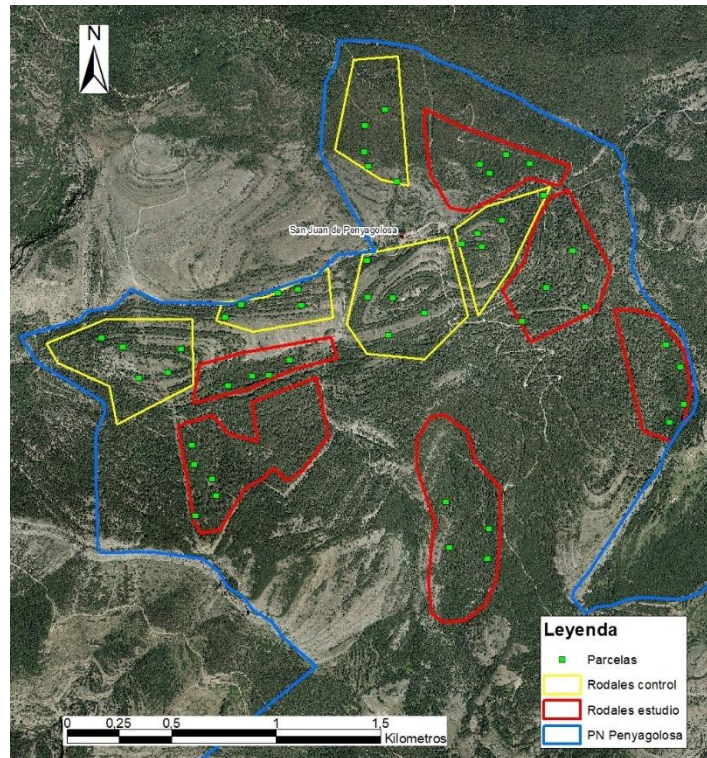 N
San Juan de Penyagolosa
Leyenda
Parcelas
Rodales control
Rodales estudio
PN Penyagolosa
0 0,25 0,5 1 1,5
Kilometros